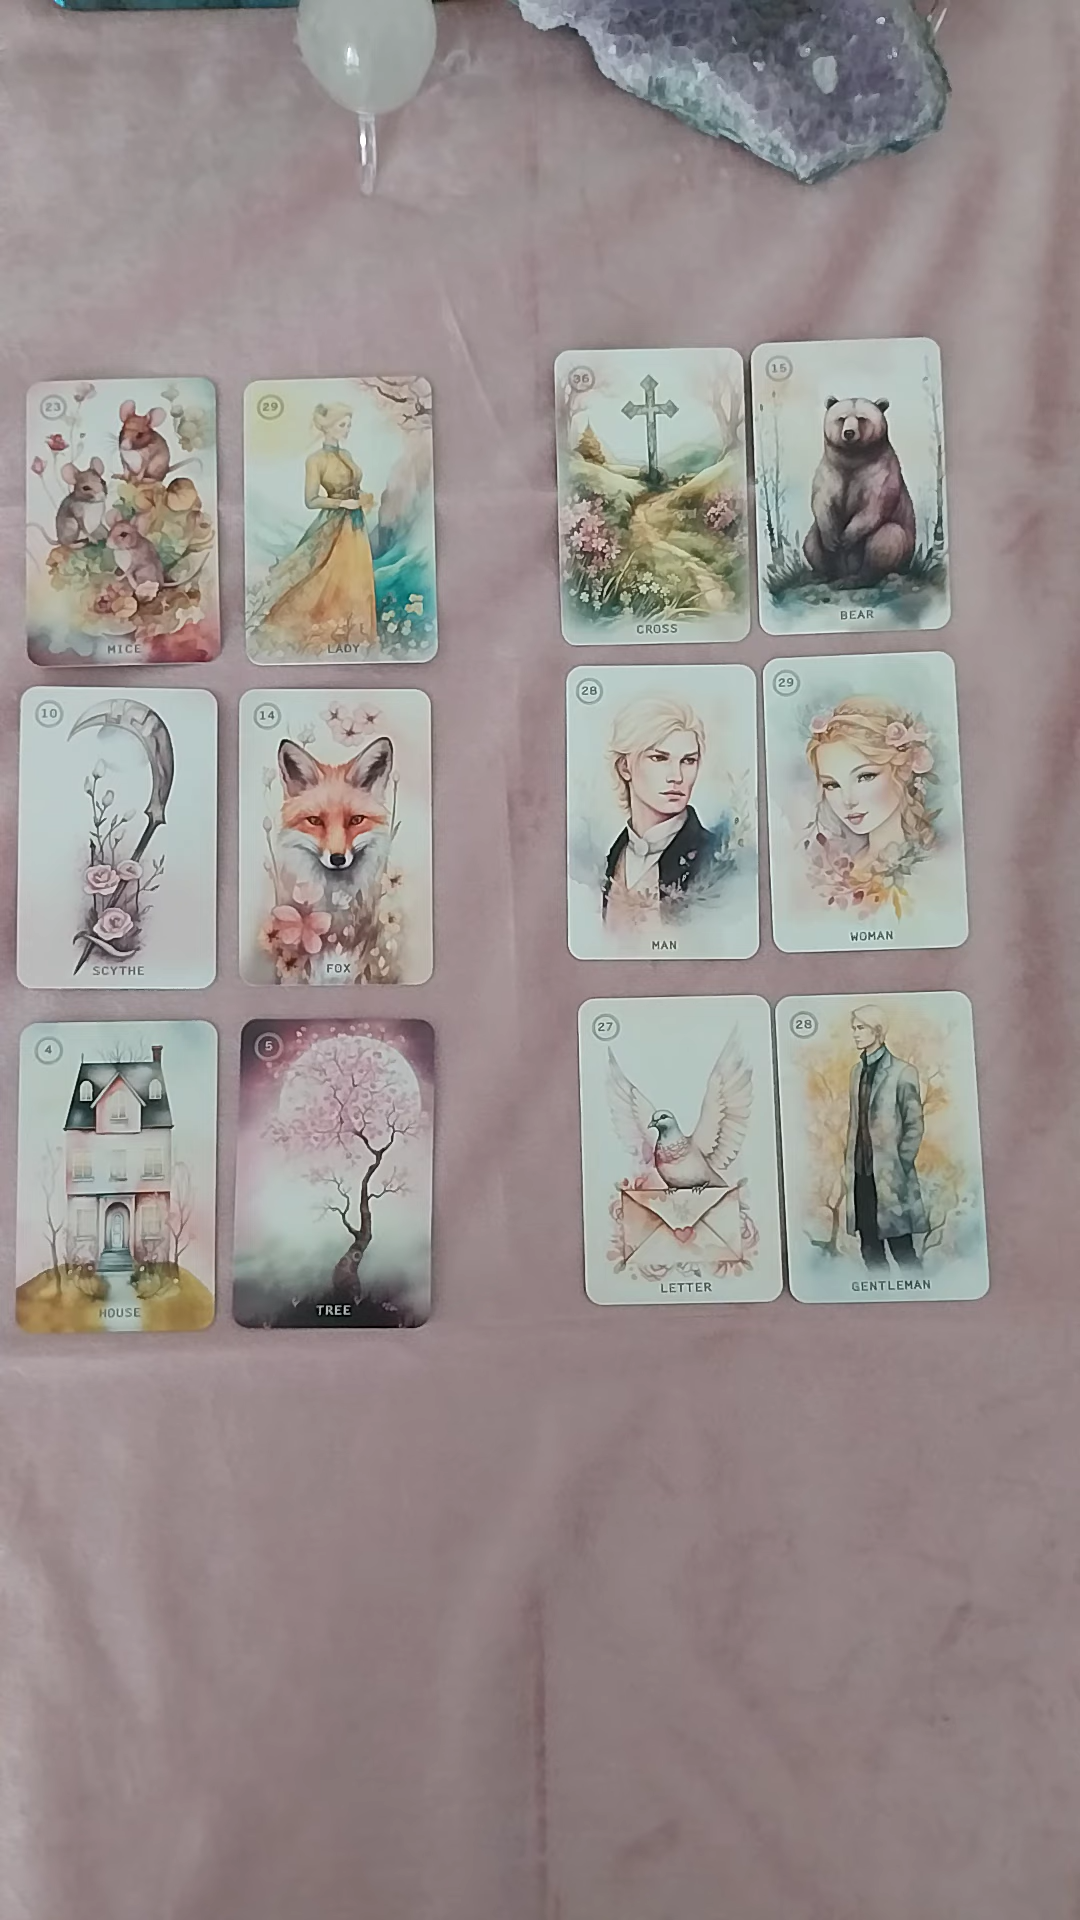 23
MICE
29
LADY
36
CROSS
15
BEAR
10
SCYTHE
14
FOX
28
MAN
29
WOMAN
4
HOUSE
5
TREE
27
LETTER
28
GENTLEMAN